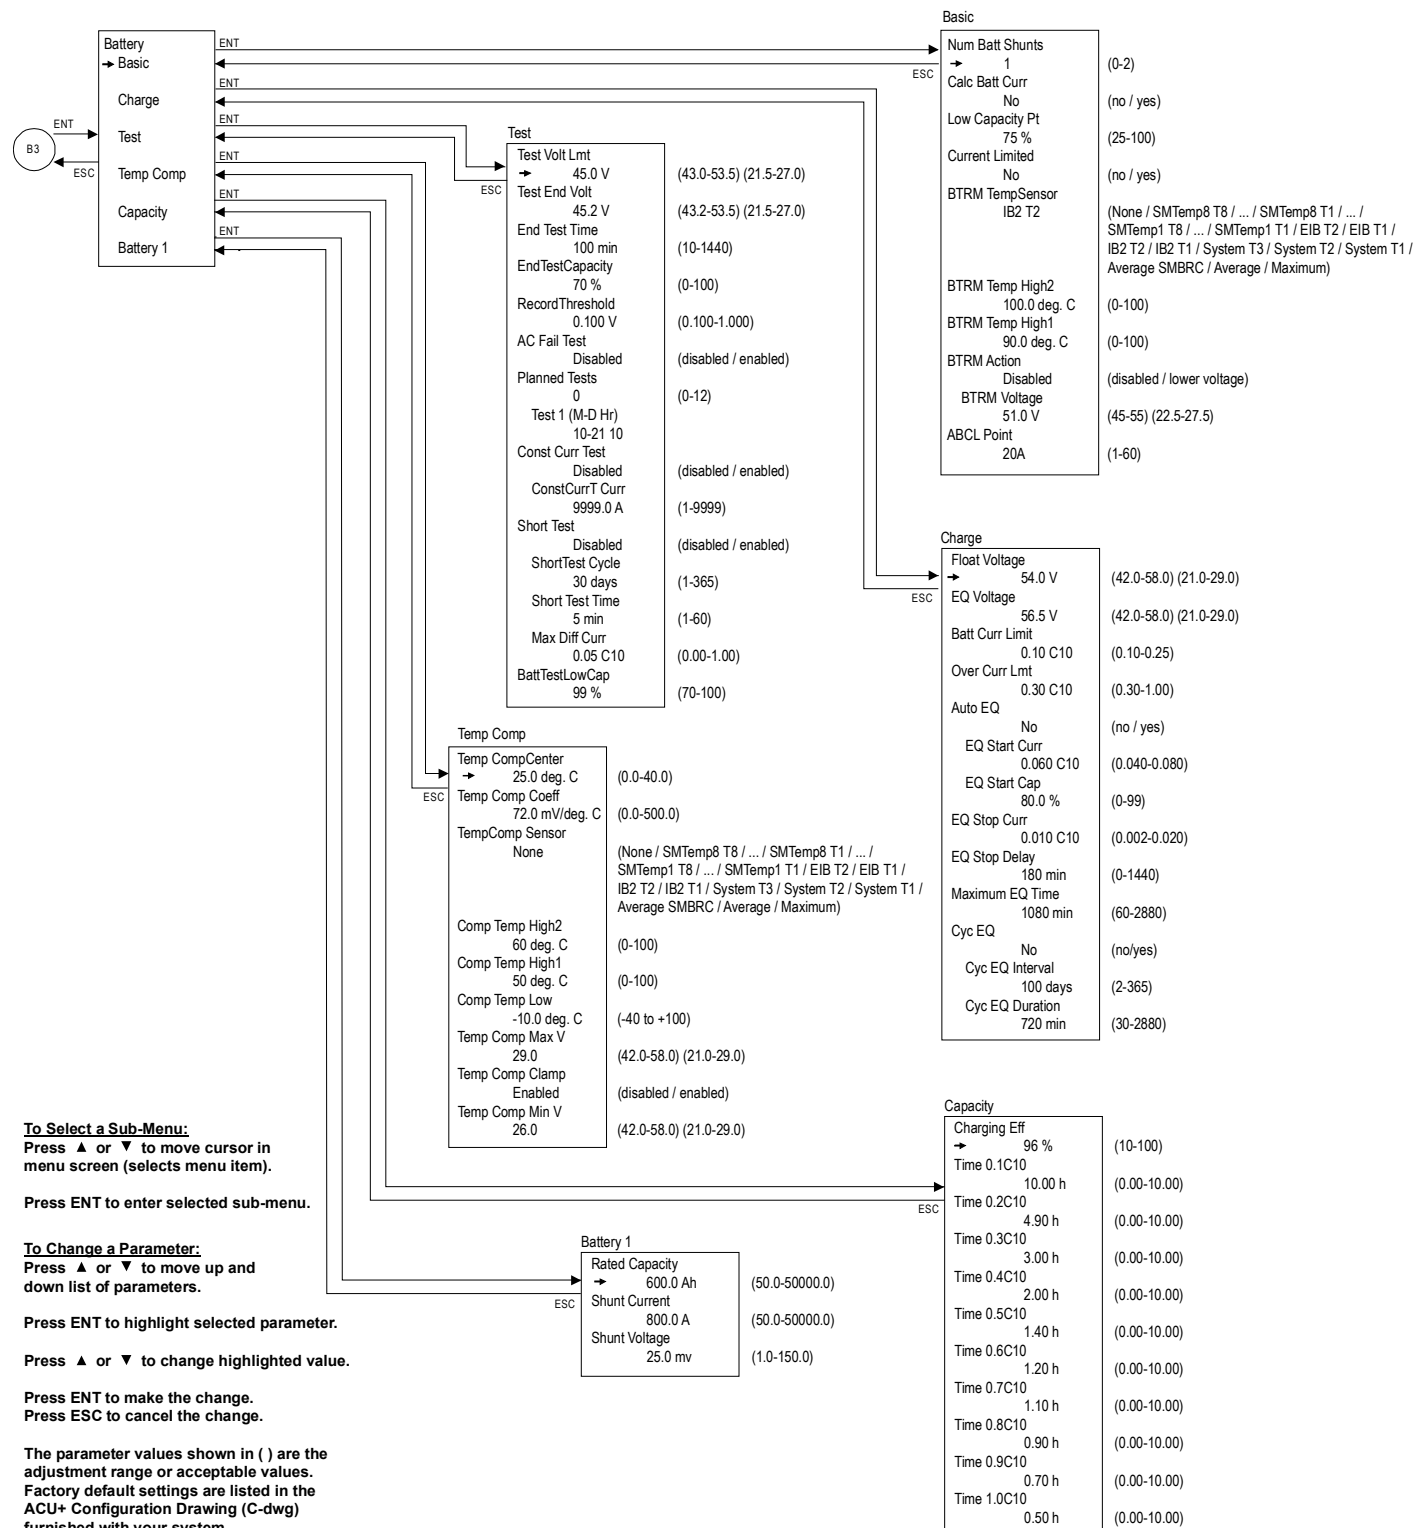 B3
ENT
ESC
Battery
Basic
Charge
Test
Temp Comp
Capacity
Battery 1
ENT
ENT
ENT
ENT
ENT
ENT
Basic
ESC
Num Batt Shunts
1 (0-2)
Calc Batt Curr
No (no / yes)
Low Capacity Pt
75 % (25-100)
Current Limited
No (no / yes)
BTRM TempSensor
IB2 T2 (None / SMTemp8 T8 / ... / SMTemp8 T1 / ... /
SMTemp1 T8 / ... / SMTemp1 T1 / EIB T2 / EIB T1 /
IB2 T2 / IB2 T1 / System T3 / System T2 / System T1 /
Average SMBRC / Average / Maximum)
BTRM Temp High2
100.0 deg. C (0-100)
BTRM Temp High1
90.0 deg. C (0-100)
BTRM Action
Disabled (disabled / lower voltage)
BTRM Voltage
51.0 V (45-55) (22.5-27.5)
ABCL Point
20A (1-60)
Test
ESC
Test Volt Lmt
45.0 V (43.0-53.5) (21.5-27.0)
Test End Volt
45.2 V (43.2-53.5) (21.5-27.0)
End Test Time
100 min (10-1440)
EndTestCapacity
70 % (0-100)
RecordThreshold
0.100 V (0.100-1.000)
AC Fail Test
Disabled (disabled / enabled)
Planned Tests
0 (0-12)
Test 1 (M-D Hr)
10-21 10
Const Curr Test
Disabled (disabled / enabled)
ConstCurrT Curr
9999.0 A (1-9999)
Short Test
Disabled (disabled / enabled)
ShortTest Cycle
30 days (1-365)
Short Test Time
5 min (1-60)
Max Diff Curr
0.05 C10 (0.00-1.00)
BattTestLowCap
99 % (70-100)
Charge
ESC
Float Voltage
54.0 V (42.0-58.0) (21.0-29.0)
EQ Voltage
56.5 V (42.0-58.0) (21.0-29.0)
Batt Curr Limit
0.10 C10 (0.10-0.25)
Over Curr Lmt
0.30 C10 (0.30-1.00)
Auto EQ
No (no / yes)
EQ Start Curr
0.060 C10 (0.040-0.080)
EQ Start Cap
80.0 % (0-99)
EQ Stop Curr
0.010 C10 (0.002-0.020)
EQ Stop Delay
180 min (0-1440)
Maximum EQ Time
1080 min (60-2880)
Cyc EQ
No (no/yes)
Cyc EQ Interval
100 days (2-365)
Cyc EQ Duration
720 min (30-2880)
Temp Comp
ESC
Temp CompCenter
25.0 deg. C (0.0-40.0)
Temp Comp Coeff
72.0 mV/deg. C (0.0-500.0)
TempComp Sensor
None (None / SMTemp8 T8 / ... / SMTemp8 T1 / ... /
SMTemp1 T8 / ... / SMTemp1 T1 / EIB T2 / EIB T1 /
IB2 T2 / IB2 T1 / System T3 / System T2 / System T1 /
Average SMBRC / Average / Maximum)
Comp Temp High2
60 deg. C (0-100)
Comp Temp High1
50 deg. C (0-100)
Comp Temp Low
-10.0 deg. C (-40 to +100)
Temp Comp Max V
29.0 (42.0-58.0) (21.0-29.0)
Temp Comp Clamp
Enabled (disabled / enabled)
Temp Comp Min V
26.0 (42.0-58.0) (21.0-29.0)
Capacity
ESC
Charging Eff
96 % (10-100)
Time 0.1C10
10.00 h (0.00-10.00)
Time 0.2C10
4.90 h (0.00-10.00)
Time 0.3C10
3.00 h (0.00-10.00)
Time 0.4C10
2.00 h (0.00-10.00)
Time 0.5C10
1.40 h (0.00-10.00)
Time 0.6C10
1.20 h (0.00-10.00)
Time 0.7C10
1.10 h (0.00-10.00)
Time 0.8C10
0.90 h (0.00-10.00)
Time 0.9C10
0.70 h (0.00-10.00)
Time 1.0C10
0.50 h (0.00-10.00)
Battery 1
ESC
Rated Capacity
600.0 Ah (50.0-50000.0)
Shunt Current
800.0 A (50.0-50000.0)
Shunt Voltage
25.0 mv (1.0-150.0)
To Select a Sub-Menu:
Press ▲ or ▼ to move cursor in
menu screen (selects menu item).
Press ENT to enter selected sub-menu.
To Change a Parameter:
Press ▲ or ▼ to move up and
down list of parameters.
Press ENT to highlight selected parameter.
Press ▲ or ▼ to change highlighted value.
Press ENT to make the change.
Press ESC to cancel the change.
The parameter values shown in ( ) are the
adjustment range or acceptable values.
Factory default settings are listed in the
ACU+ Configuration Drawing (C-dwg)
furnished with your system